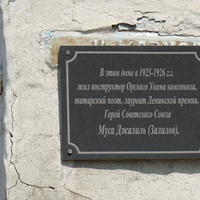 В этом доме в 1925-1926 г.г.
жил инструктор Орского Укома комсомола,
татарский поэт, лауреат Ленинской премии,
Герой Советского Союза
Муса Джалиль (Залилов).